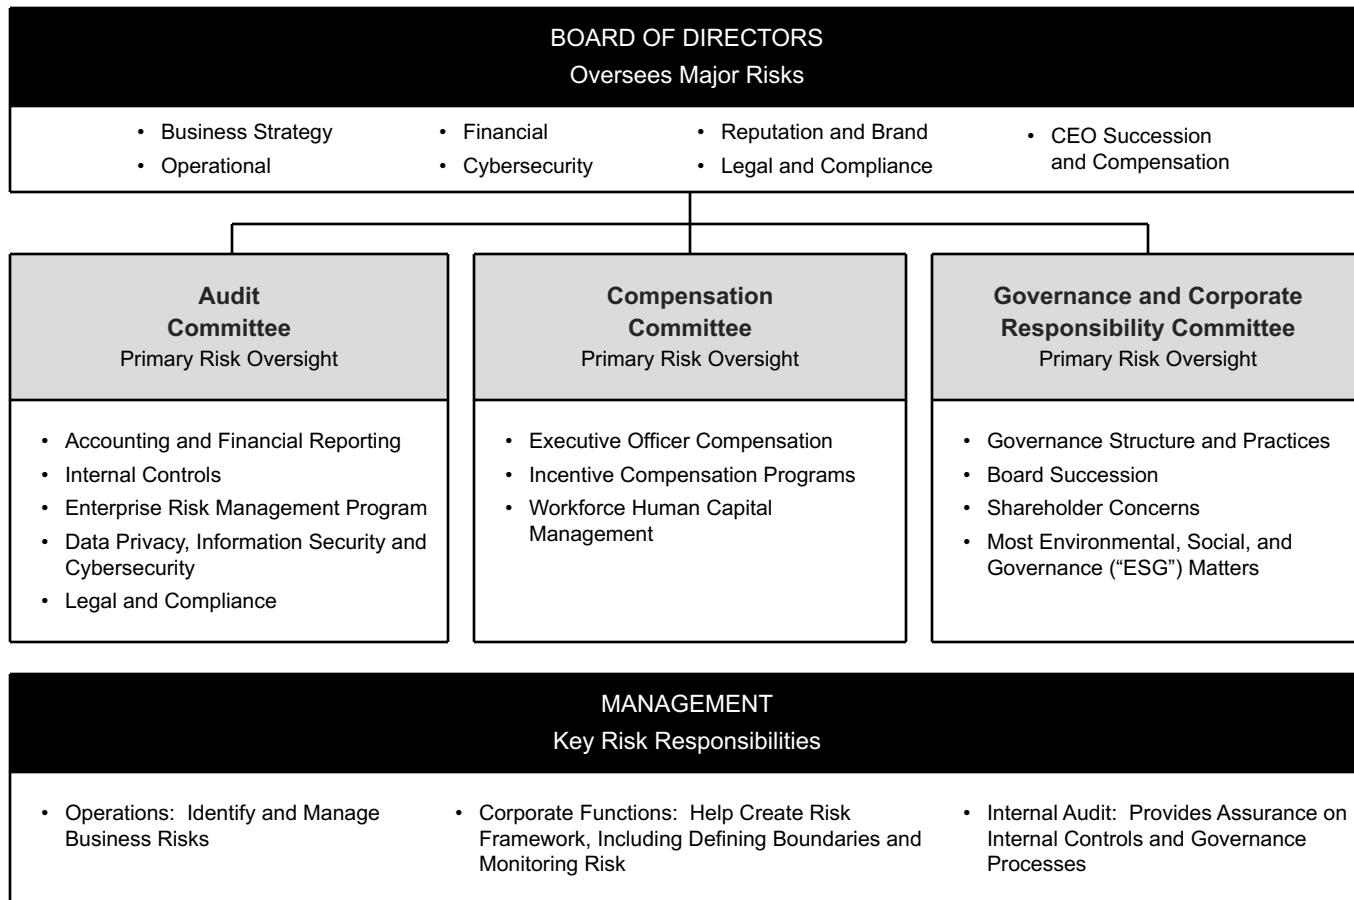 BOARD OF DIRECTORS
Oversees Major Risks
• Business Strategy
• Operational
• Financial
• Cybersecurity
• Reputation and Brand
• Legal and Compliance
• CEO Succession
and Compensation
Audit
Committee
Primary Risk Oversight
• Accounting and Financial Reporting
• Internal Controls
• Enterprise Risk Management Program
• Data Privacy, Information Security and
Cybersecurity
• Legal and Compliance
Compensation
Committee
Primary Risk Oversight
• Executive Officer Compensation
• Incentive Compensation Programs
• Workforce Human Capital
Management
Governance and Corporate
Responsibility Committee
Primary Risk Oversight
• Governance Structure and Practices
• Board Succession
• Shareholder Concerns
• Most Environmental, Social, and
Governance (“ESG”) Matters
MANAGEMENT
Key Risk Responsibilities
• Operations: Identify and Manage
Business Risks
• Corporate Functions: Help Create Risk
Framework, Including Defining Boundaries and
Monitoring Risk
• Internal Audit: Provides Assurance on
Internal Controls and Governance
Processes